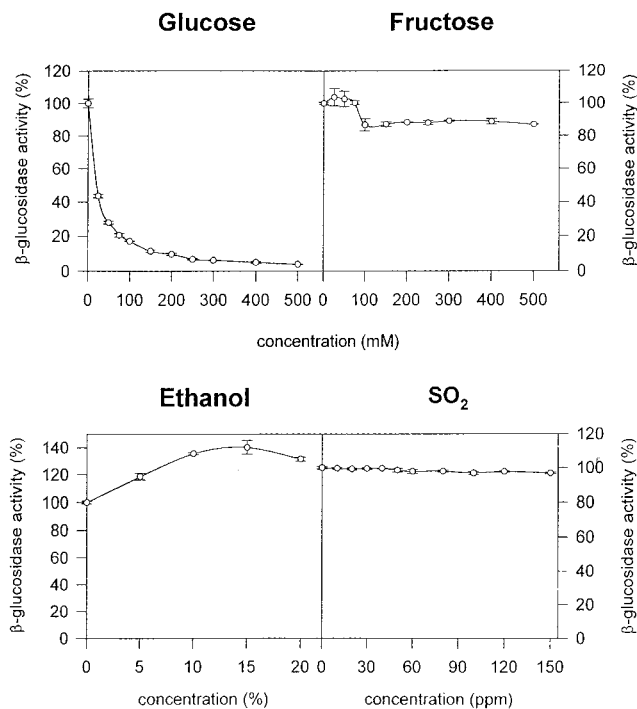 Glucose Fructose
β-glucosidase activity (%)
120
100
80
60
40
20
0
0 100 200 300 400 500
0 100 200 300 400 500
120
100
80
60
40
20
0
β-glucosidase activity (%)
concentration (mM)
Ethanol SO₂
β-glucosidase activity (%)
140
120
100
80
60
40
20
0
0 5 10 15 20
0 30 60 90 120 150
120
100
80
60
40
20
0
β-glucosidase activity (%)
concentration (%) concentration (ppm)